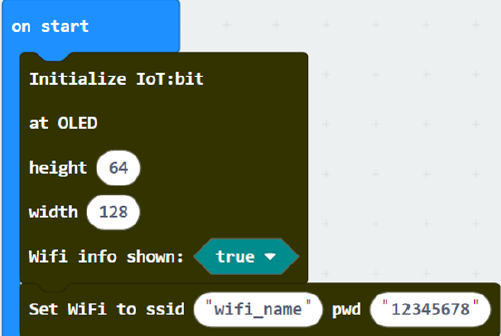 on start
Initialize IoT:bit
at OLED
height 64
width 128
Wifi info shown: true
Set WiFi to ssid "wifi_name" pwd "12345678"